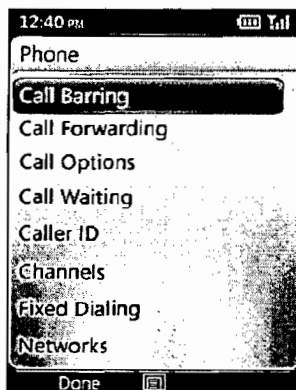 12:40 PM
Phone
Call Barring
Call Forwarding
Call Options
Call Waiting
Caller ID
Channels
Fixed Dialing
Networks
Done